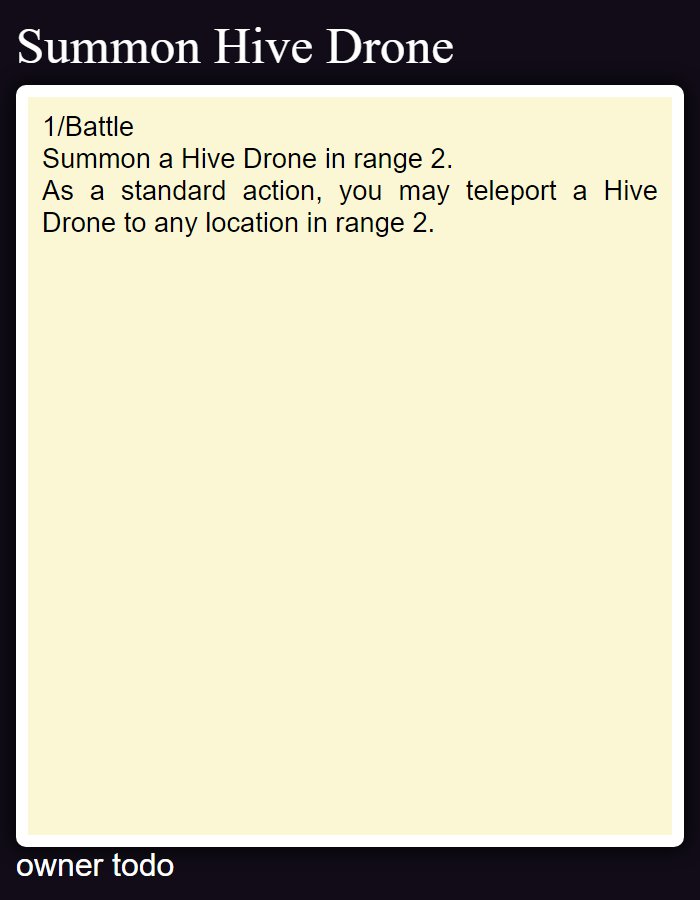 Summon Hive Drone
1/Battle
Summon a Hive Drone in range 2.
As a standard action, you may teleport a Hive
Drone to any location in range 2.
owner todo